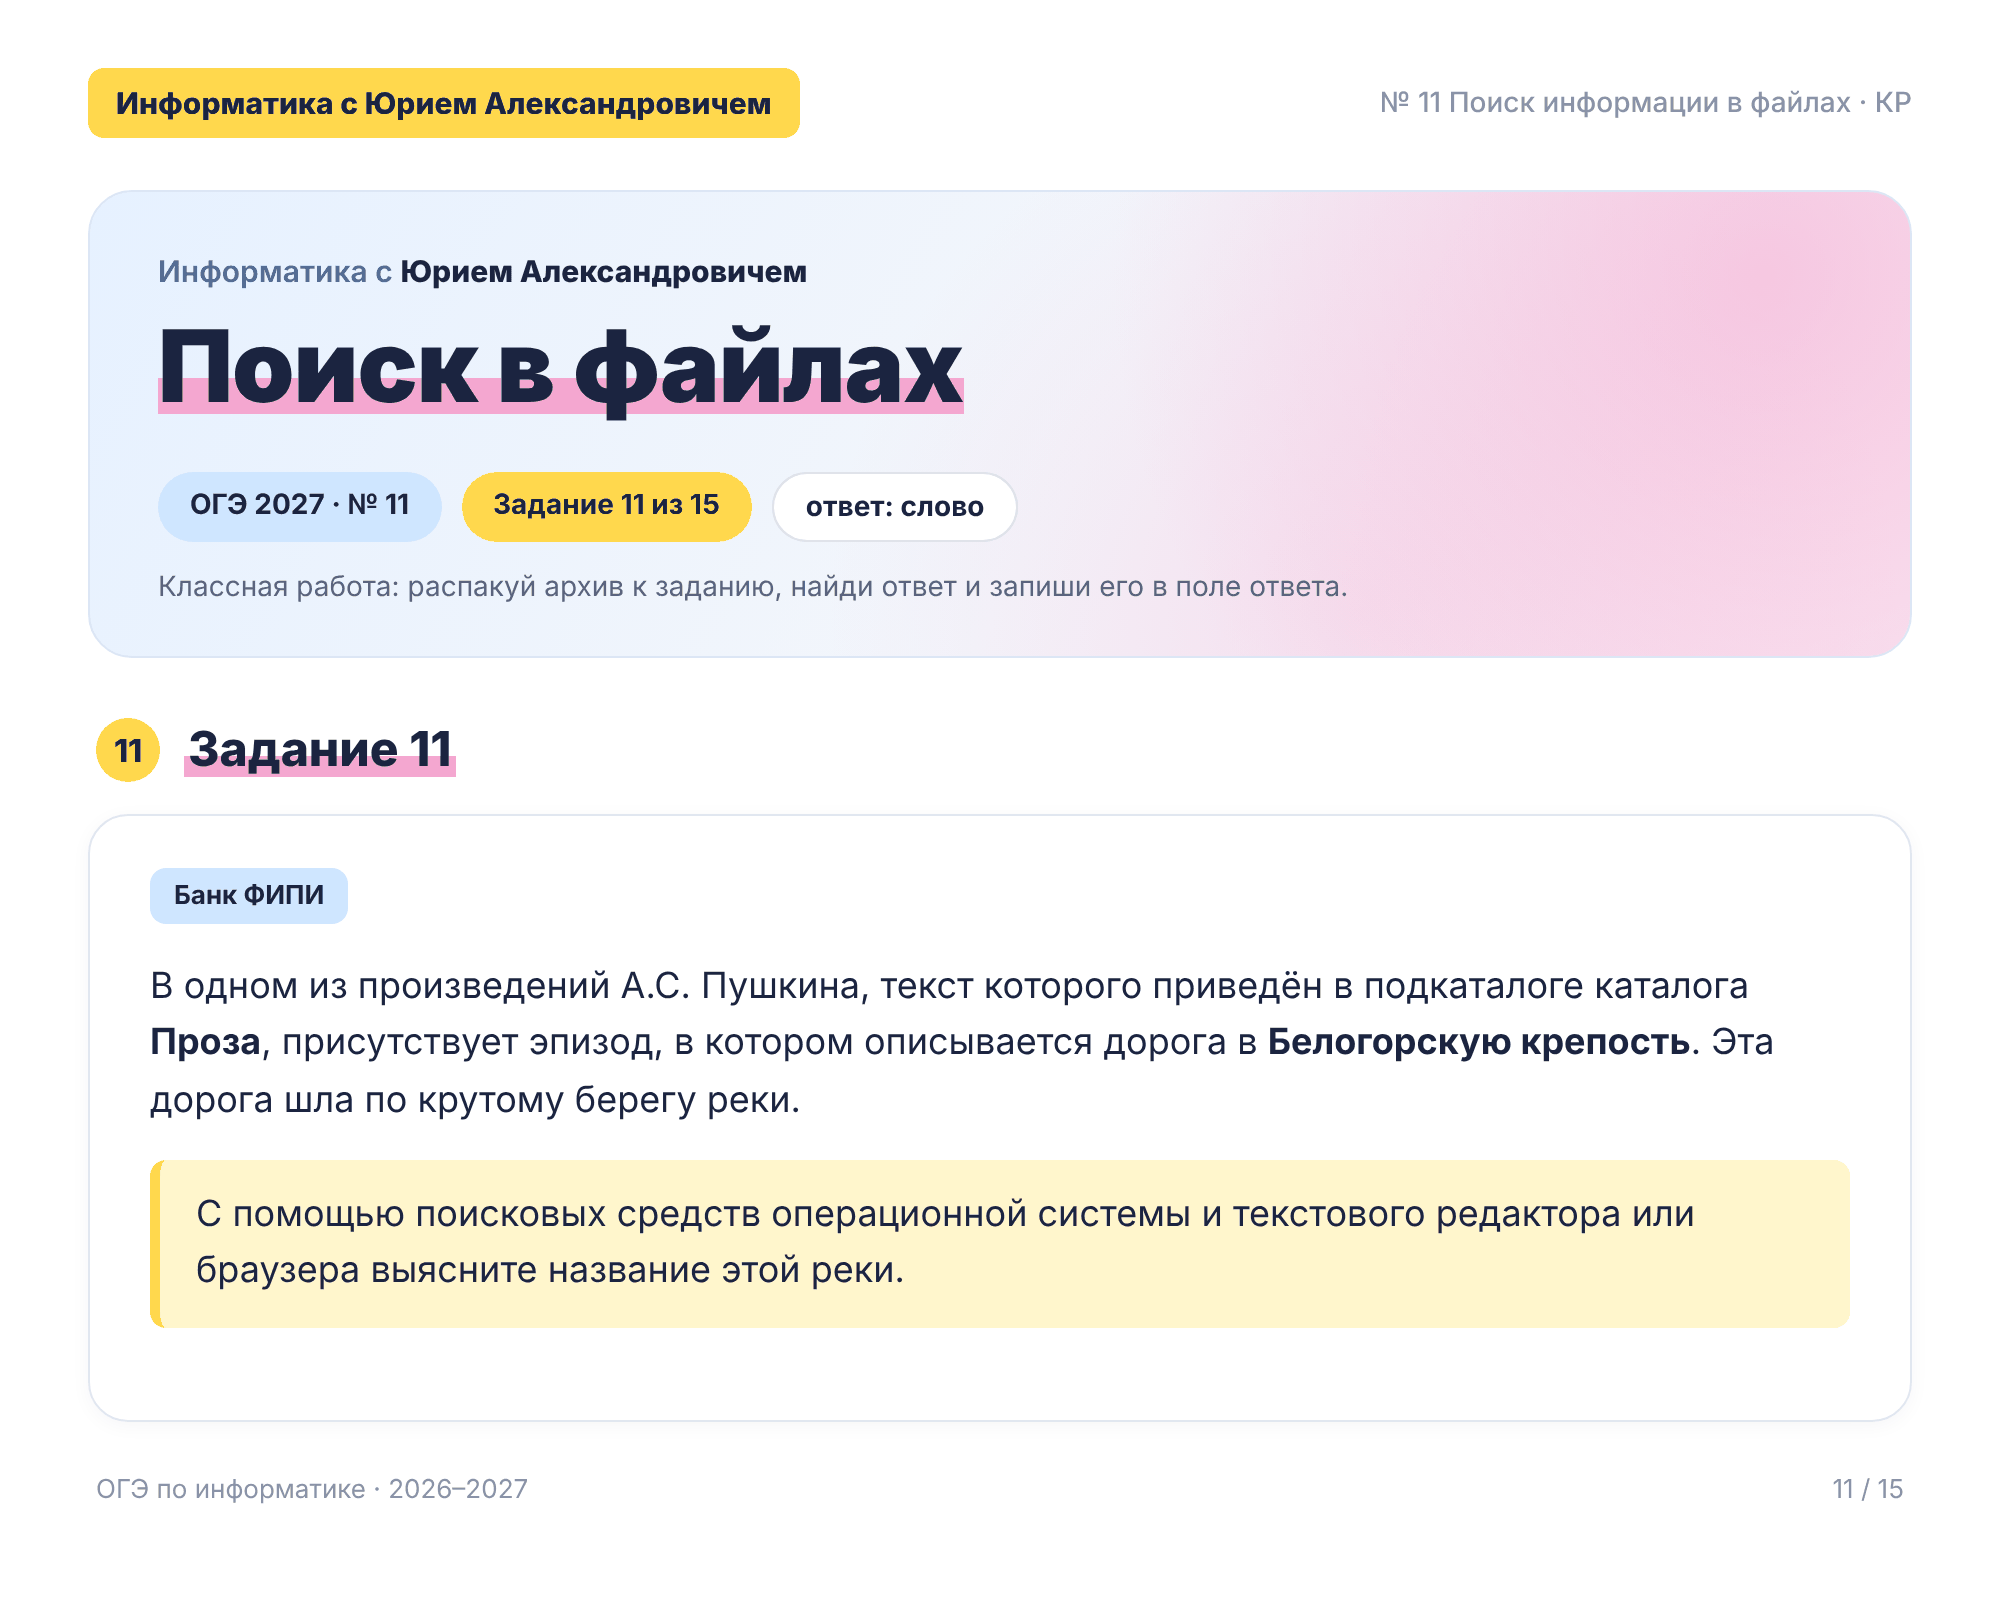 Информатика с Юрием Александровичем
№ 11 Поиск информации в файлах · КР
Информатика с Юрием Александровичем
Поиск в файлах
ОГЭ 2027 · № 11
Задание 11 из 15
ответ: слово
Классная работа: распакуй архив к заданию, найди ответ и запиши его в поле ответа.
11
Задание 11
Банк ФИПИ
В одном из произведений А.С. Пушкина, текст которого приведён в подкаталоге каталога
Проза, присутствует эпизод, в котором описывается дорога в Белогорскую крепость. Эта
дорога шла по крутому берегу реки.
С помощью поисковых средств операционной системы и текстового редактора или
браузера выясните название этой реки.
ОГЭ по информатике · 2026–2027
11 / 15